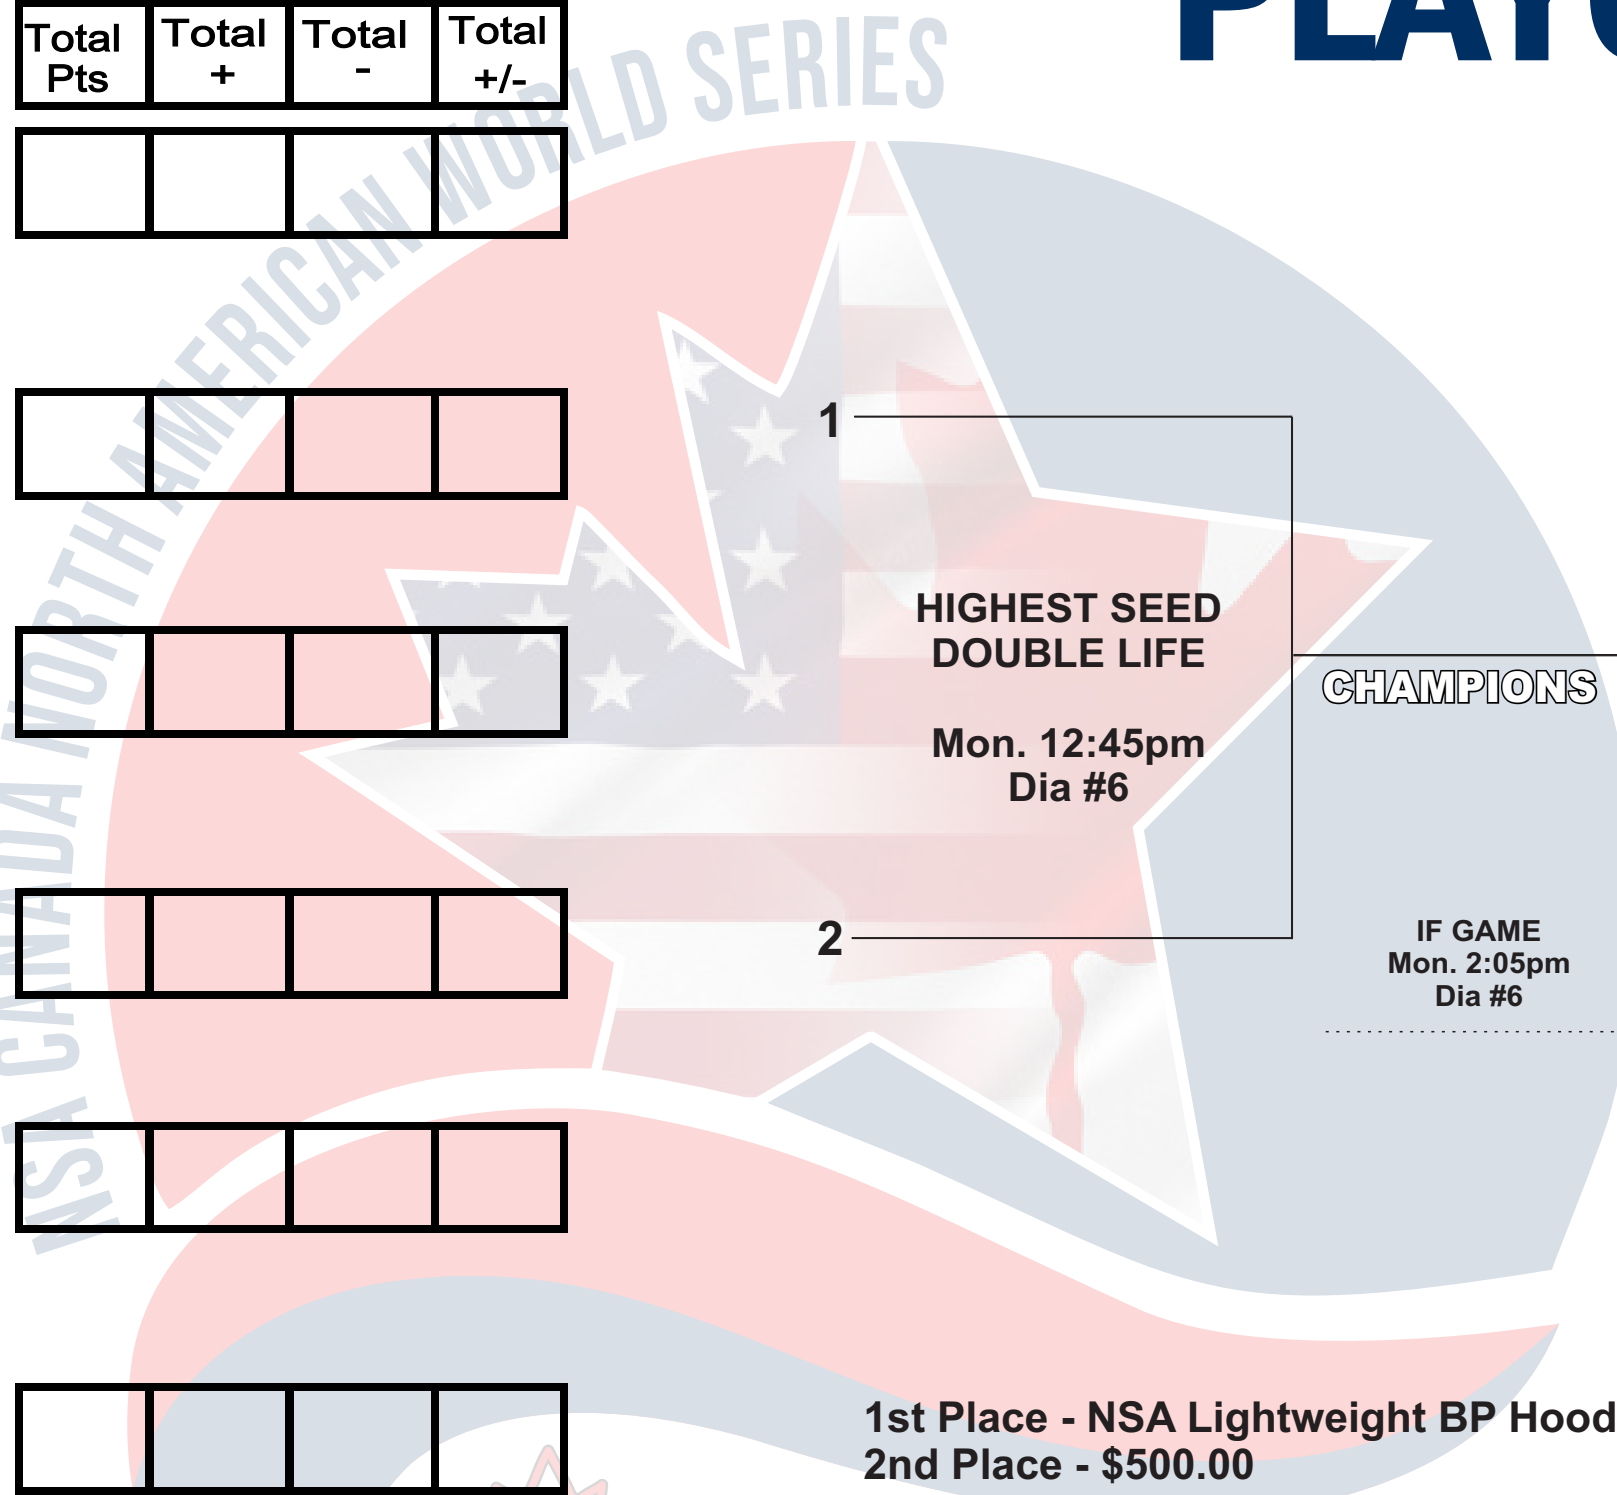 PLAYO
Total Pts
Total +
Total -
Total +/-
NSA CANADA NORTH AMERICAN WORLD SERIES
1
HIGHEST SEED
DOUBLE LIFE
Mon. 12:45pm
Dia #6
CHAMPIONS
2
IF GAME
Mon. 2:05pm
Dia #6
1st Place - NSA Lightweight BP Hood
2nd Place - $500.00